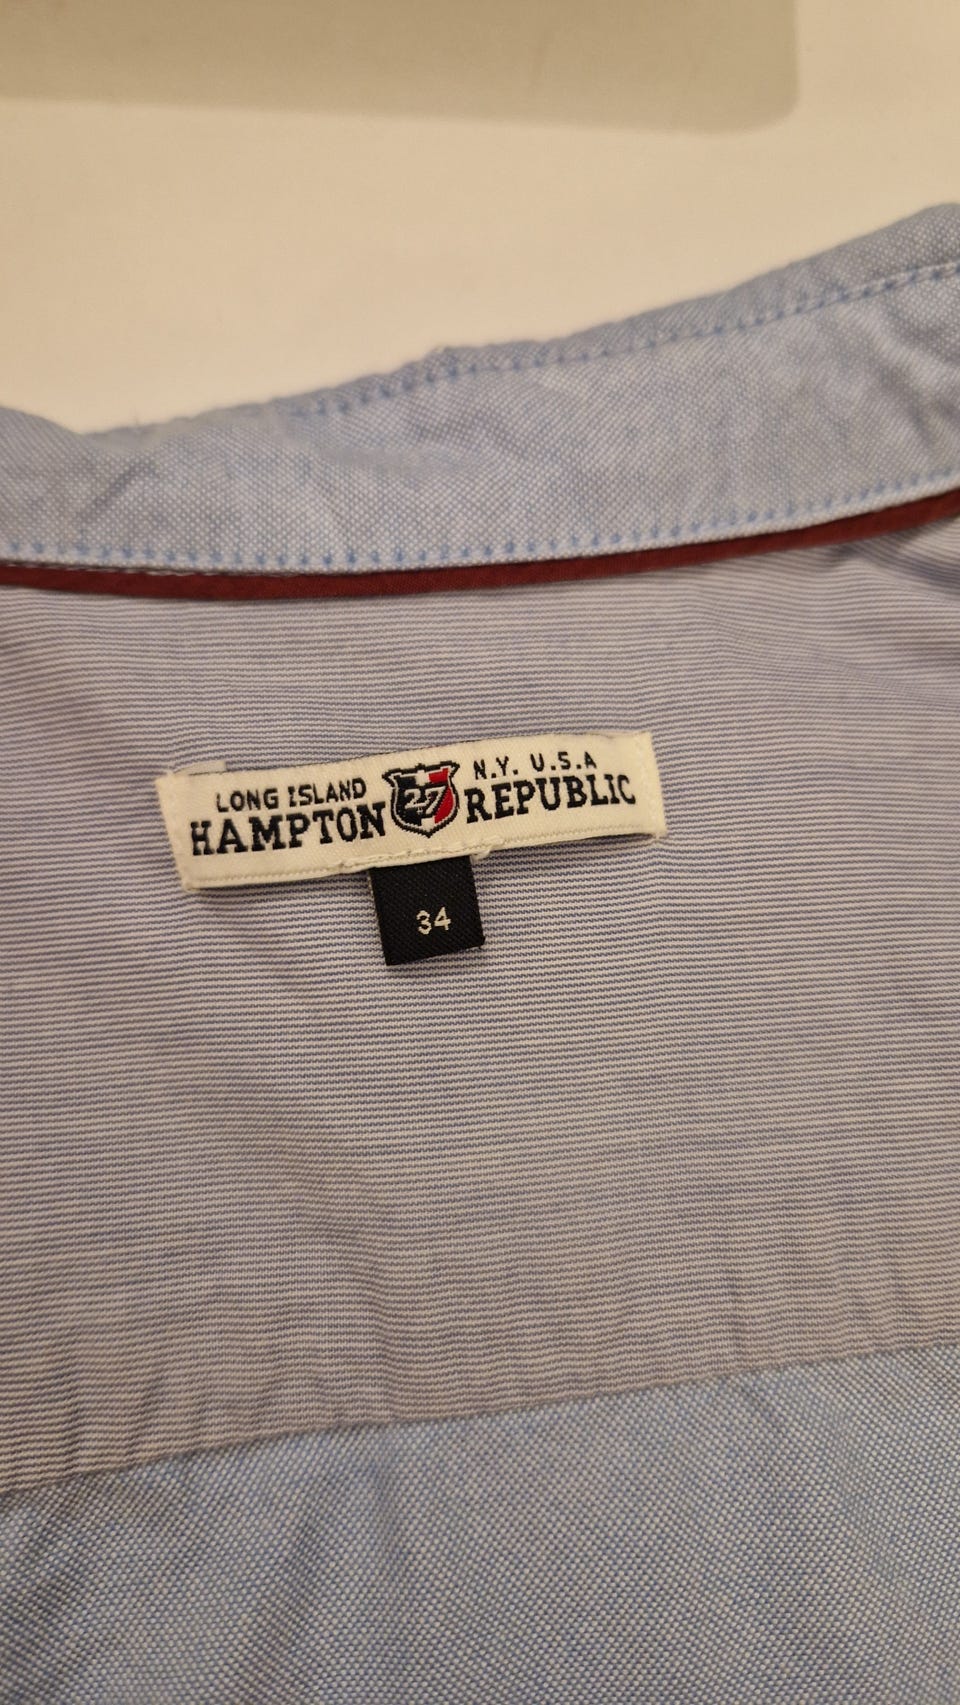 LONG ISLAND 27 N.Y. U.S.A
HAMPTON REPUBLIC
34